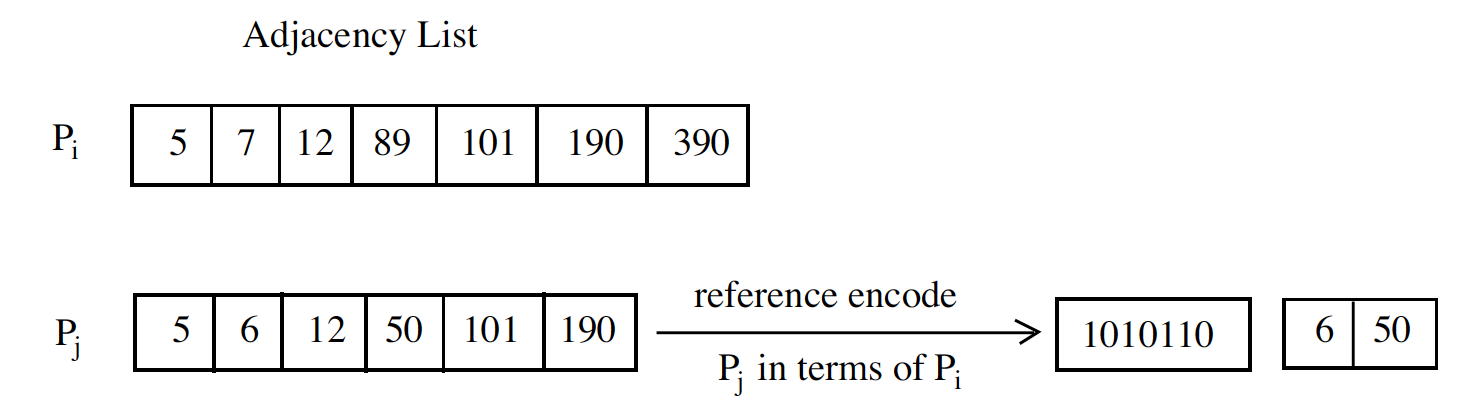 Adjacency List
Pi 5 7 12 89 101 190 390
reference encode
Pj 5 6 12 50 101 190 1010110 6 50
Pj in terms of Pi